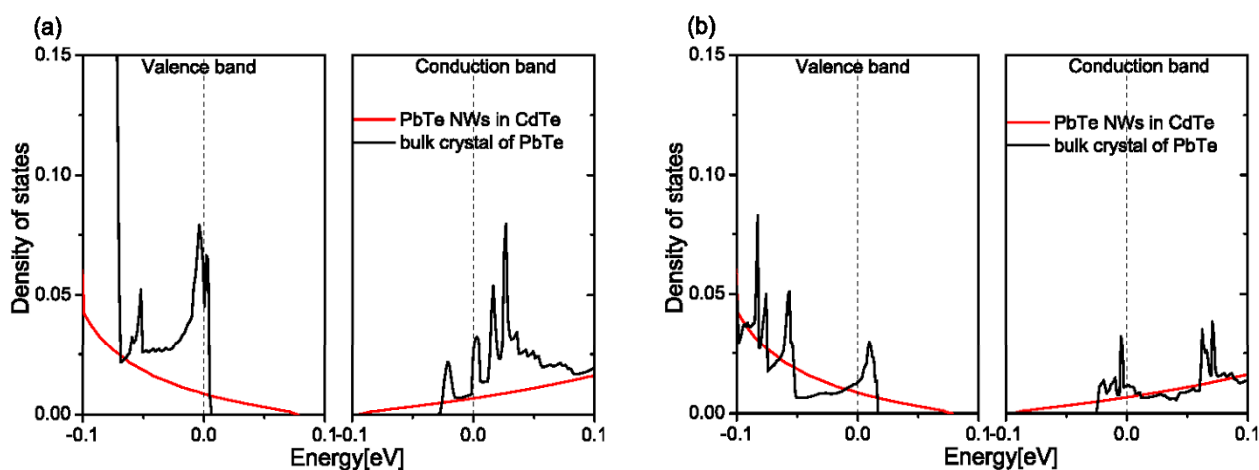 (a)
Valence band
Conduction band
PbTe NWs in CdTe
bulk crystal of PbTe
Density of states
0.15
0.10
0.05
0.00
-0.1
0.0
0.1
-0.1
0.0
0.1
Energy[eV]
(b)
Valence band
Conduction band
PbTe NWs in CdTe
bulk crystal of PbTe
Density of states
0.15
0.10
0.05
0.00
-0.1
0.0
0.1
-0.1
0.0
0.1
Energy[eV]